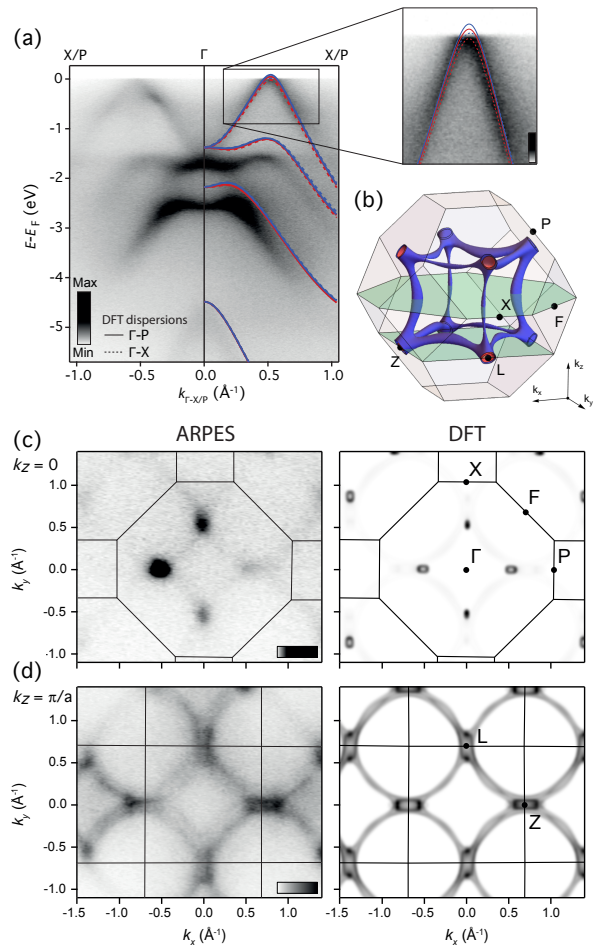 (a)
X/P
Γ
X/P
0
-1
-2
-3
-4
-5
E-E_F (eV)
Max
Min
DFT dispersions
Γ-P
Γ-X
-1.0
-0.5
0.0
0.5
1.0
k_Γ-X/P (Å⁻¹)
(b)
P
X
F
Z
L
k_z
k_x
k_y
ARPES
DFT
(c)
k_Z = 0
1.0
0.5
0.0
-0.5
-1.0
k_y (Å⁻¹)
X
F
Γ
P
(d)
k_Z = π/a
1.0
0.5
0.0
-0.5
-1.0
k_y (Å⁻¹)
L
Z
-1.5 -1.0 -0.5 0.0 0.5 1.0
-1.5 -1.0 -0.5 0.0 0.5 1.0
k_x (Å⁻¹)
k_x (Å⁻¹)